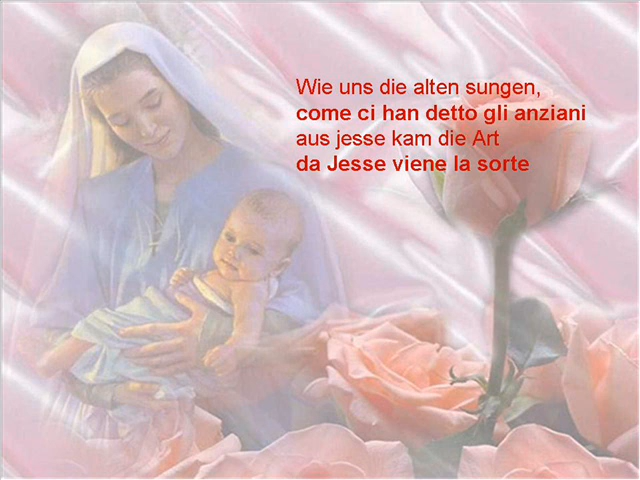 Wie uns die alten sungen,
come ci han detto gli anziani
aus jesse kam die Art
da Jesse viene la sorte